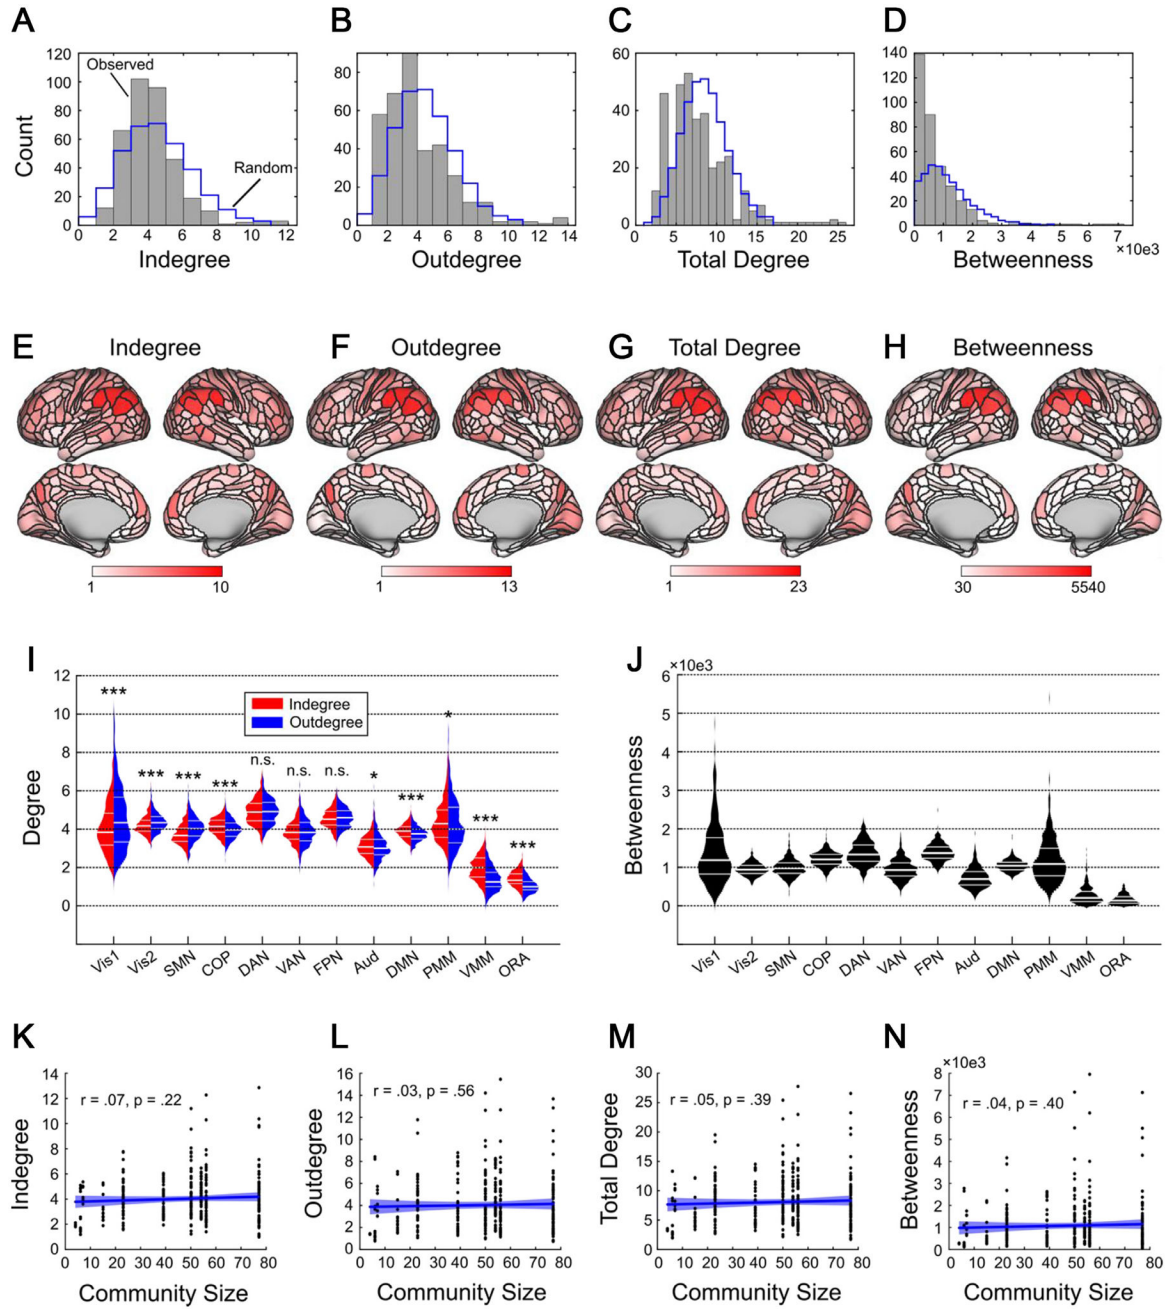 A
B
C
D
120
100
80
60
40
20
0
Count
Observed
Random
0 2 4 6 8 10 12
Indegree
80
60
40
20
0
0 2 4 6 8 10 12 14
Outdegree
60
40
20
0
0 5 10 15 20 25
Total Degree
140
120
100
80
60
40
20
0
0 1 2 3 4 5 6 7
×10e3
Betweenness
E
Indegree
F
Outdegree
G
Total Degree
H
Betweenness
1 10
1 13
1 23
30 5540
I
12
10
8
6
4
2
0
Degree
Indegree
Outdegree
*** *** *** *** n.s. n.s. n.s. * *** * *** ***
Vis1 Vis2 SMN COP DAN VAN FPN Aud DMN PMM VMM ORA
J
×10e3
6
5
4
3
2
1
0
Betweenness
Vis1 Vis2 SMN COP DAN VAN FPN Aud DMN PMM VMM ORA
K
14
12
10
8
6
4
2
0
Indegree
r = .07, p = .22
0 10 20 30 40 50 60 70 80
Community Size
L
16
14
12
10
8
6
4
2
0
Outdegree
r = .03, p = .56
0 10 20 30 40 50 60 70 80
Community Size
M
30
25
20
15
10
5
0
Total Degree
r = .05, p = .39
0 10 20 30 40 50 60 70 80
Community Size
N
×10e3
8
7
6
5
4
3
2
1
0
Betweenness
r = .04, p = .40
0 10 20 30 40 50 60 70 80
Community Size